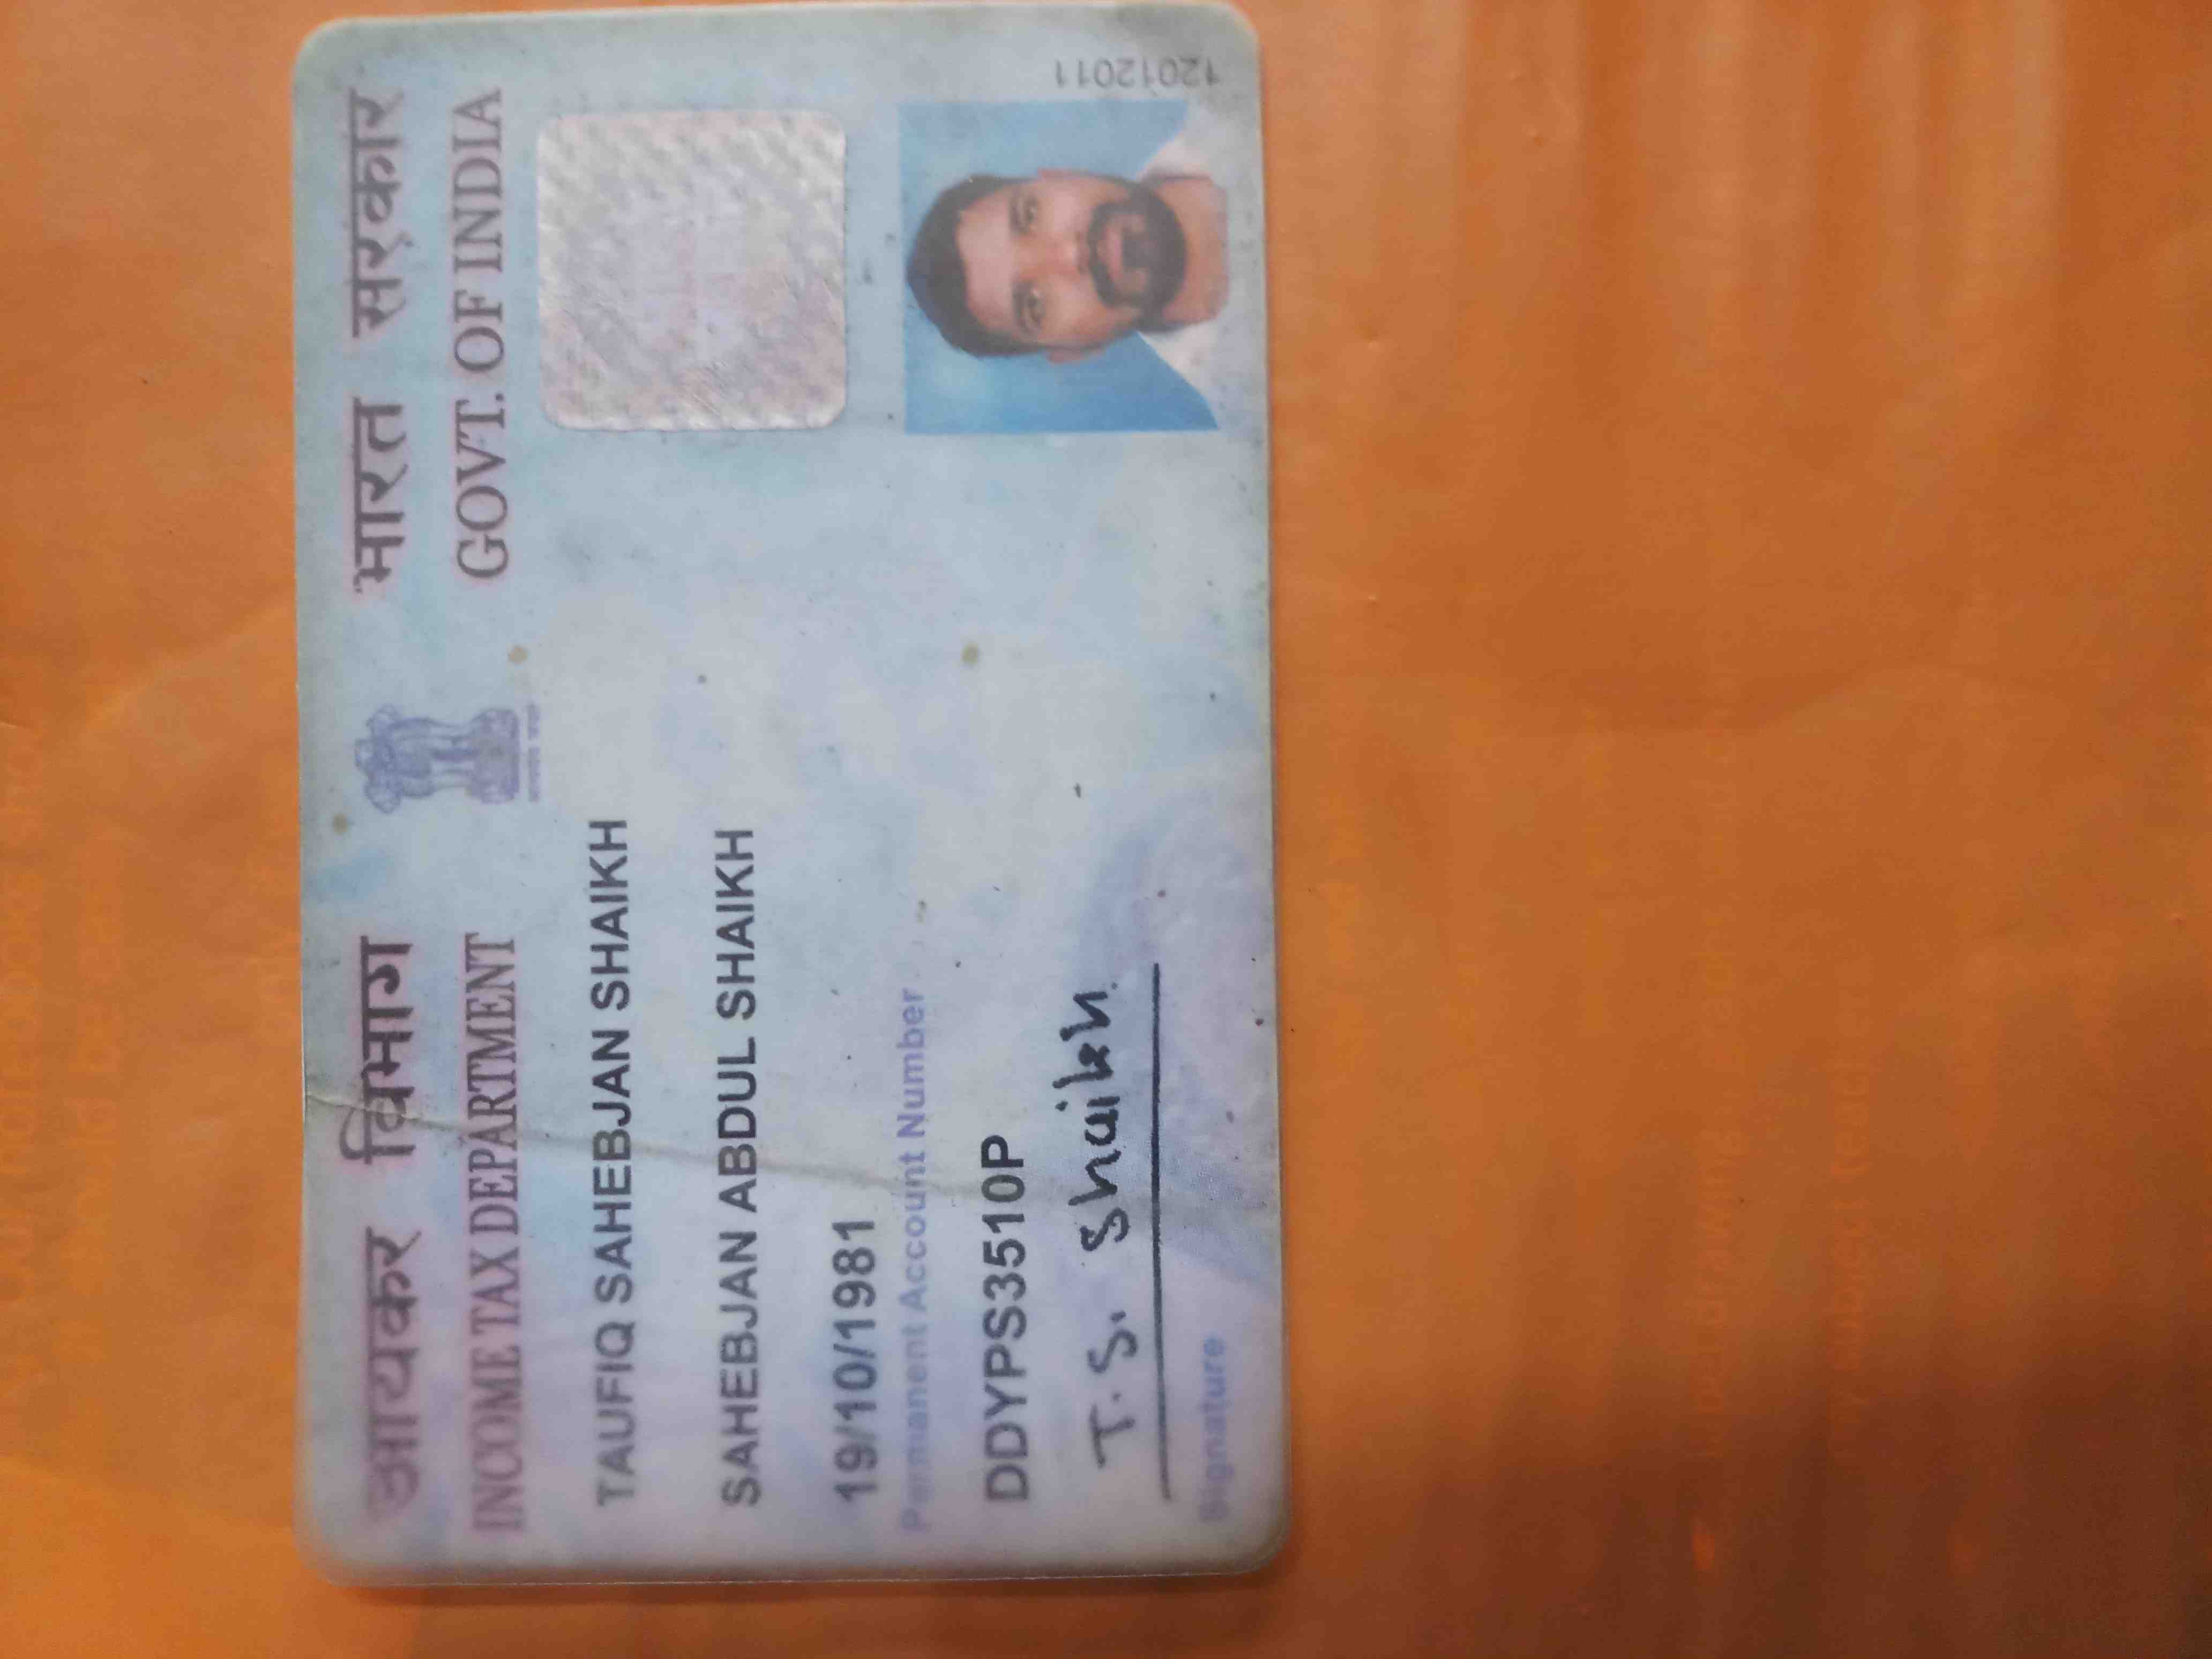 आयकर विभाग
INCOME TAX DEPARTMENT
भारत सरकार
GOVT. OF INDIA
TAUFIQ SAHEBJAN SHAIKH
SAHEBJAN ABDUL SHAIKH
19/10/1981
Permanent Account Number
DDYPS3510P
T. S. Shaikh
Signature
12012011